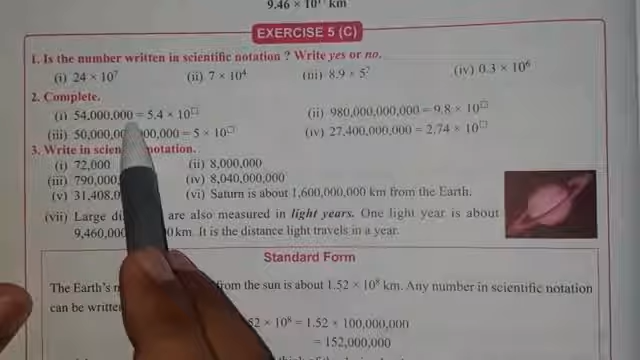 9.46 × 10¹² km
EXERCISE 5 (C)
1. Is the number written in scientific notation ? Write yes or no.
(i) 24 × 10⁷ (ii) 7 × 10⁴ (iii) 8.9 × 5² (iv) 0.3 × 10⁶
2. Complete.
(i) 54,000,000 = 5.4 × 10□ (ii) 980,000,000,000 = 9.8 × 10□
(iii) 50,000,00 000,000 = 5 × 10□ (iv) 27,400,000,000 = 2.74 × 10□
3. Write in scien notation.
(i) 72,000 (ii) 8,000,000
(iii) 790,000, (iv) 8,040,000,000
(v) 31,408,0 (vi) Saturn is about 1,600,000,000 km from the Earth.
(vii) Large di are also measured in light years. One light year is about
9,460,000 0 km. It is the distance light travels in a year.
Standard Form
The Earth's from the sun is about 1.52 × 10⁸ km. Any number in scientific notation
can be writte
52 × 10⁸ = 1.52 × 100,000,000
= 152,000,000